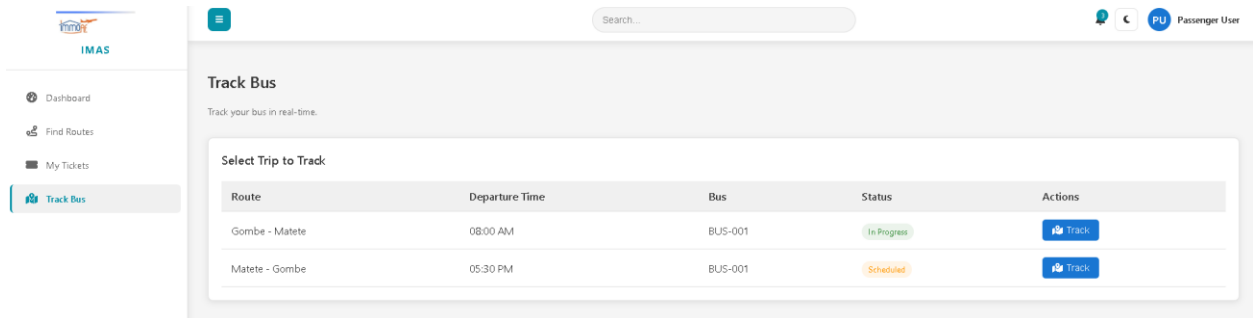 IMAS
Dashboard
Find Routes
My Tickets
Track Bus
Search...
3
PU
Passenger User
Track Bus
Track your bus in real-time.
Select Trip to Track
Route Departure Time Bus Status Actions
Gombe - Matete 08:00 AM BUS-001 In Progress Track
Matete - Gombe 05:30 PM BUS-001 Scheduled Track